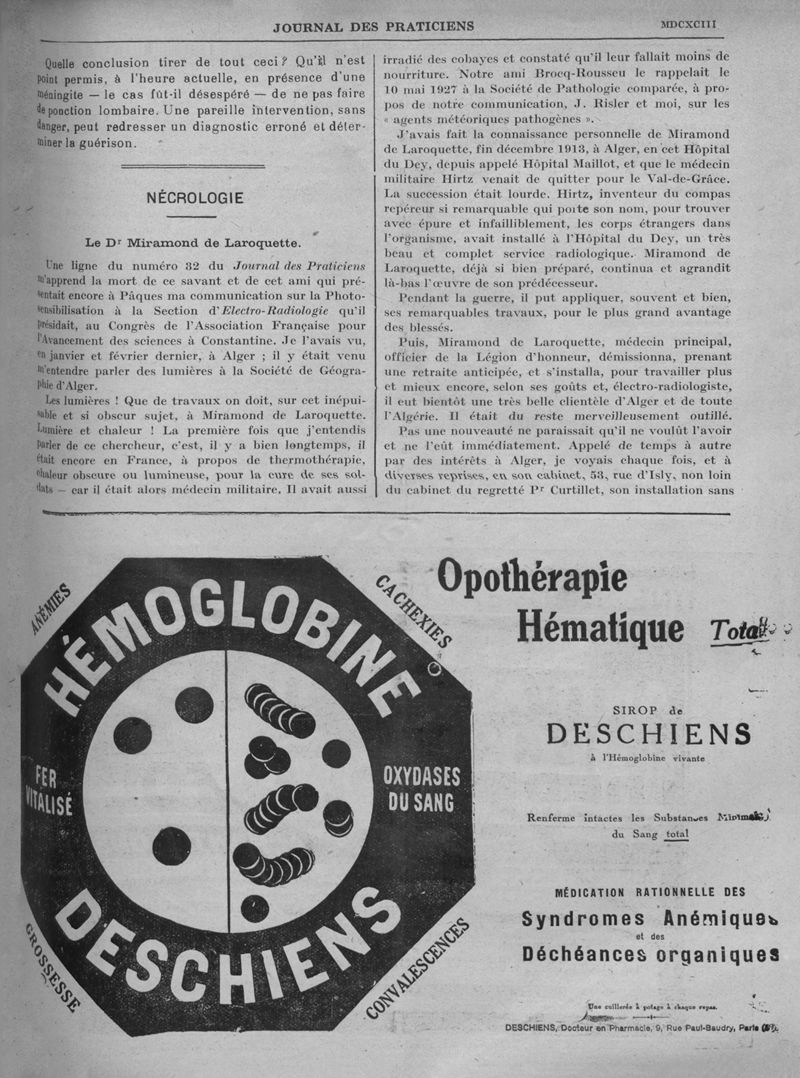 JOURNAL DES PRATICIENS
MDCXCIII
Quelle conclusion tirer de tout ceci ? Qu'il n'est
point permis, à l'heure actuelle, en présence d'une
méningite — le cas fût-il désespéré — de ne pas faire
de ponction lombaire. Une pareille intervention, sans
danger, peut redresser un diagnostic erroné et déter-
miner la guérison.
NÉCROLOGIE
Le Dr Miramond de Laroquette.
Une ligne du numéro 32 du Journal des Praticiens
m'apprend la mort de ce savant et de cet ami qui pré-
sentait encore à Pâques ma communication sur la Photo-
sensibilisation à la Section d'Electro-Radiologie qu'il
présidait, au Congrès de l'Association Française pour
l'Avancement des sciences à Constantine. Je l'avais vu,
en janvier et février dernier, à Alger ; il y était venu
m'entendre parler des lumières à la Société de Géogra-
phie d'Alger.
Les lumières ! Que de travaux on doit, sur cet inépui-
sable et si obscur sujet, à Miramond de Laroquette.
Lumière et chaleur ! La première fois que j'entendis
parler de ce chercheur, c'est, il y a bien longtemps, il
était encore en France, à propos de thermothérapie,
chaleur obscure ou lumineuse, pour la cure de ses sol-
dats — car il était alors médecin militaire. Il avait aussi
irradié des cobayes et constaté qu'il leur fallait moins de
nourriture. Notre ami Brocq-Rousseu le rappelait le
10 mai 1927 à la Société de Pathologie comparée, à pro-
pos de notre communication, J. Risler et moi, sur les
« agents météoriques pathogènes ».
J'avais fait la connaissance personnelle de Miramond
de Laroquette, fin décembre 1913, à Alger, en cet Hôpital
du Dey, depuis appelé Hôpital Maillot, et que le médecin
militaire Hirtz venait de quitter pour le Val-de-Grâce.
La succession était lourde. Hirtz, inventeur du compas
repéreur si remarquable qui porte son nom, pour trouver
avec épure et infailliblement, les corps étrangers dans
l'organisme, avait installé à l'Hôpital du Dey, un très
beau et complet service radiologique. Miramond de
Laroquette, déjà si bien préparé, continua et agrandit
là-bas l'œuvre de son prédécesseur.
Pendant la guerre, il put appliquer, souvent et bien,
ses remarquables travaux, pour le plus grand avantage
des blessés.
Puis, Miramond de Laroquette, médecin principal,
officier de la Légion d'honneur, démissionna, prenant
une retraite anticipée, et s'installa, pour travailler plus
et mieux encore, selon ses goûts et, électro-radiologiste,
il eut bientôt une très belle clientèle d'Alger et de toute
l'Algérie. Il était du reste merveilleusement outillé.
Pas une nouveauté ne paraissait qu'il ne voulût l'avoir
et ne l'eût immédiatement. Appelé de temps à autre
par des intérêts à Alger, je voyais chaque fois, et à
diverses reprises, en son cabinet, 53, rue d'Isly, non loin
du cabinet du regretté Pr Curtillet, son installation sans
ANÉMIES
CACHEXIES
HÉMOGLOBINE
FER
VITALISÉ
OXYDASES
DU SANG
DESCHIENS
GROSSESSE
CONVALESCENCES
Opothérapie
Hématique Totale
SIROP de
DESCHIENS
à l'Hémoglobine vivante
Renferme intactes les Substances Minimales
du Sang total
MÉDICATION RATIONNELLE DES
Syndromes Anémiques
et des
Déchéances organiques
Une cuillerée à potage à chaque repas.
DESCHIENS, Docteur en Pharmacie, 9, Rue Paul-Baudry, Paris (8e).